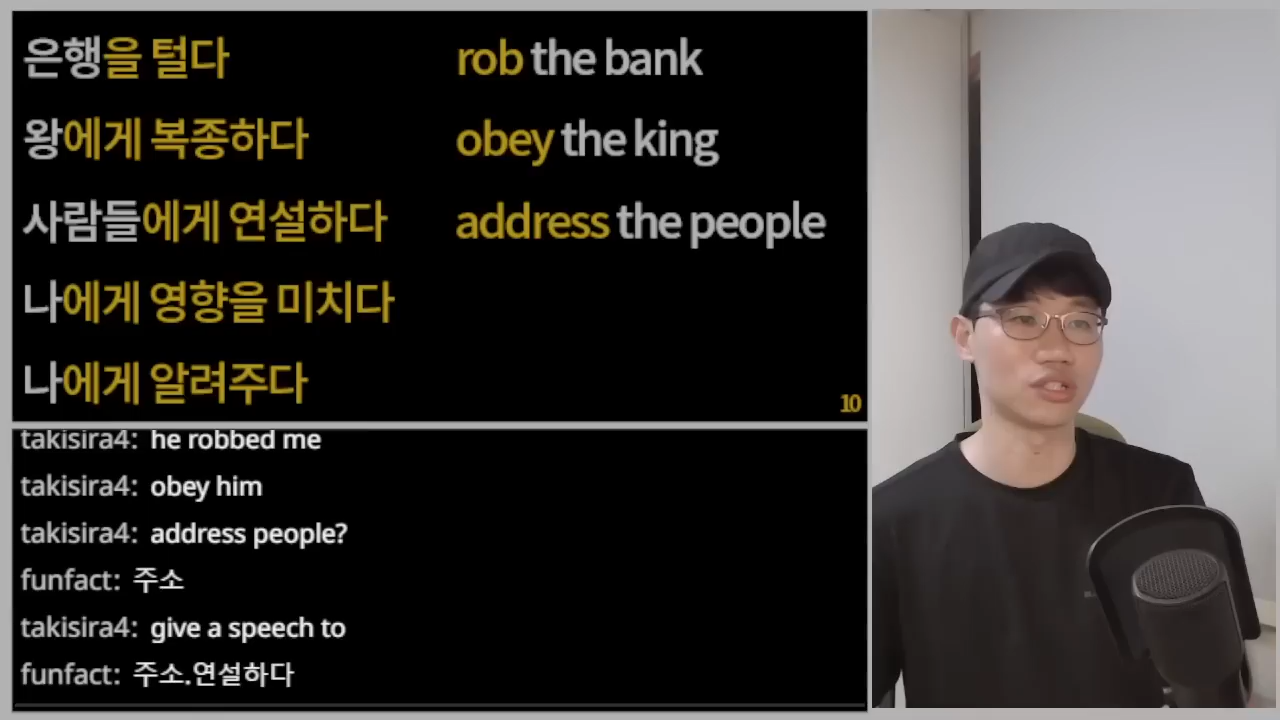 은행을 털다 rob the bank
왕에게 복종하다 obey the king
사람들에게 연설하다 address the people
나에게 영향을 미치다
나에게 알려주다
10
takisira4: he robbed me
takisira4: obey him
takisira4: address people?
funfact: 주소
takisira4: give a speech to
funfact: 주소.연설하다